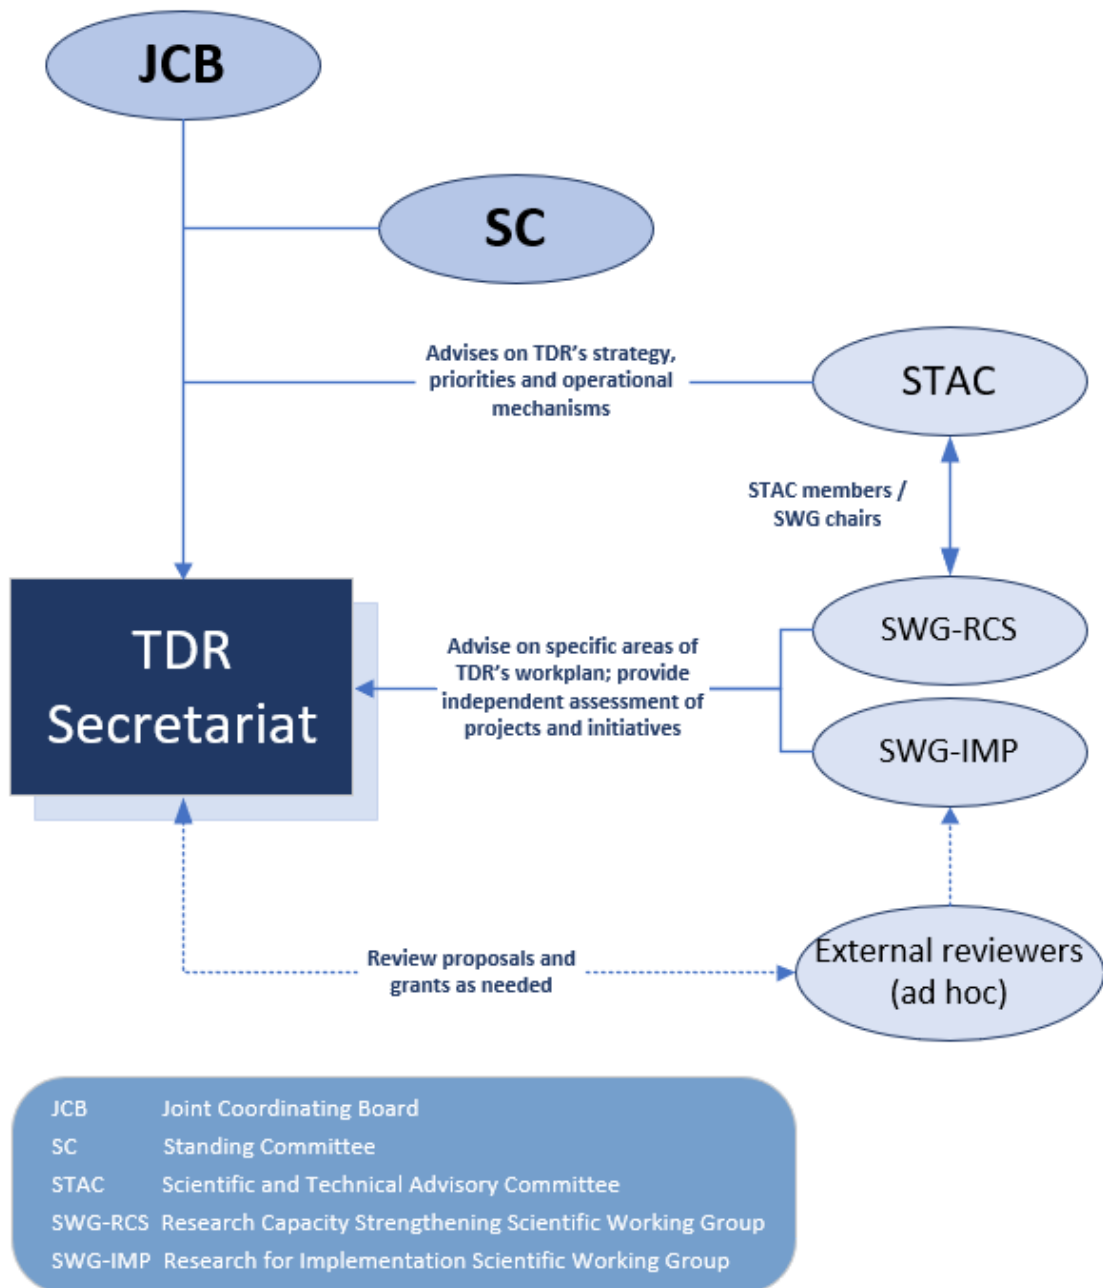 JCB
SC
Advises on TDR’s strategy,
priorities and operational
mechanisms
STAC
STAC members /
SWG chairs
TDR
Secretariat
Advise on specific areas of
TDR’s workplan; provide
independent assessment of
projects and initiatives
SWG-RCS
SWG-IMP
Review proposals and
grants as needed
External reviewers
(ad hoc)
JCB Joint Coordinating Board
SC Standing Committee
STAC Scientific and Technical Advisory Committee
SWG-RCS Research Capacity Strengthening Scientific Working Group
SWG-IMP Research for Implementation Scientific Working Group